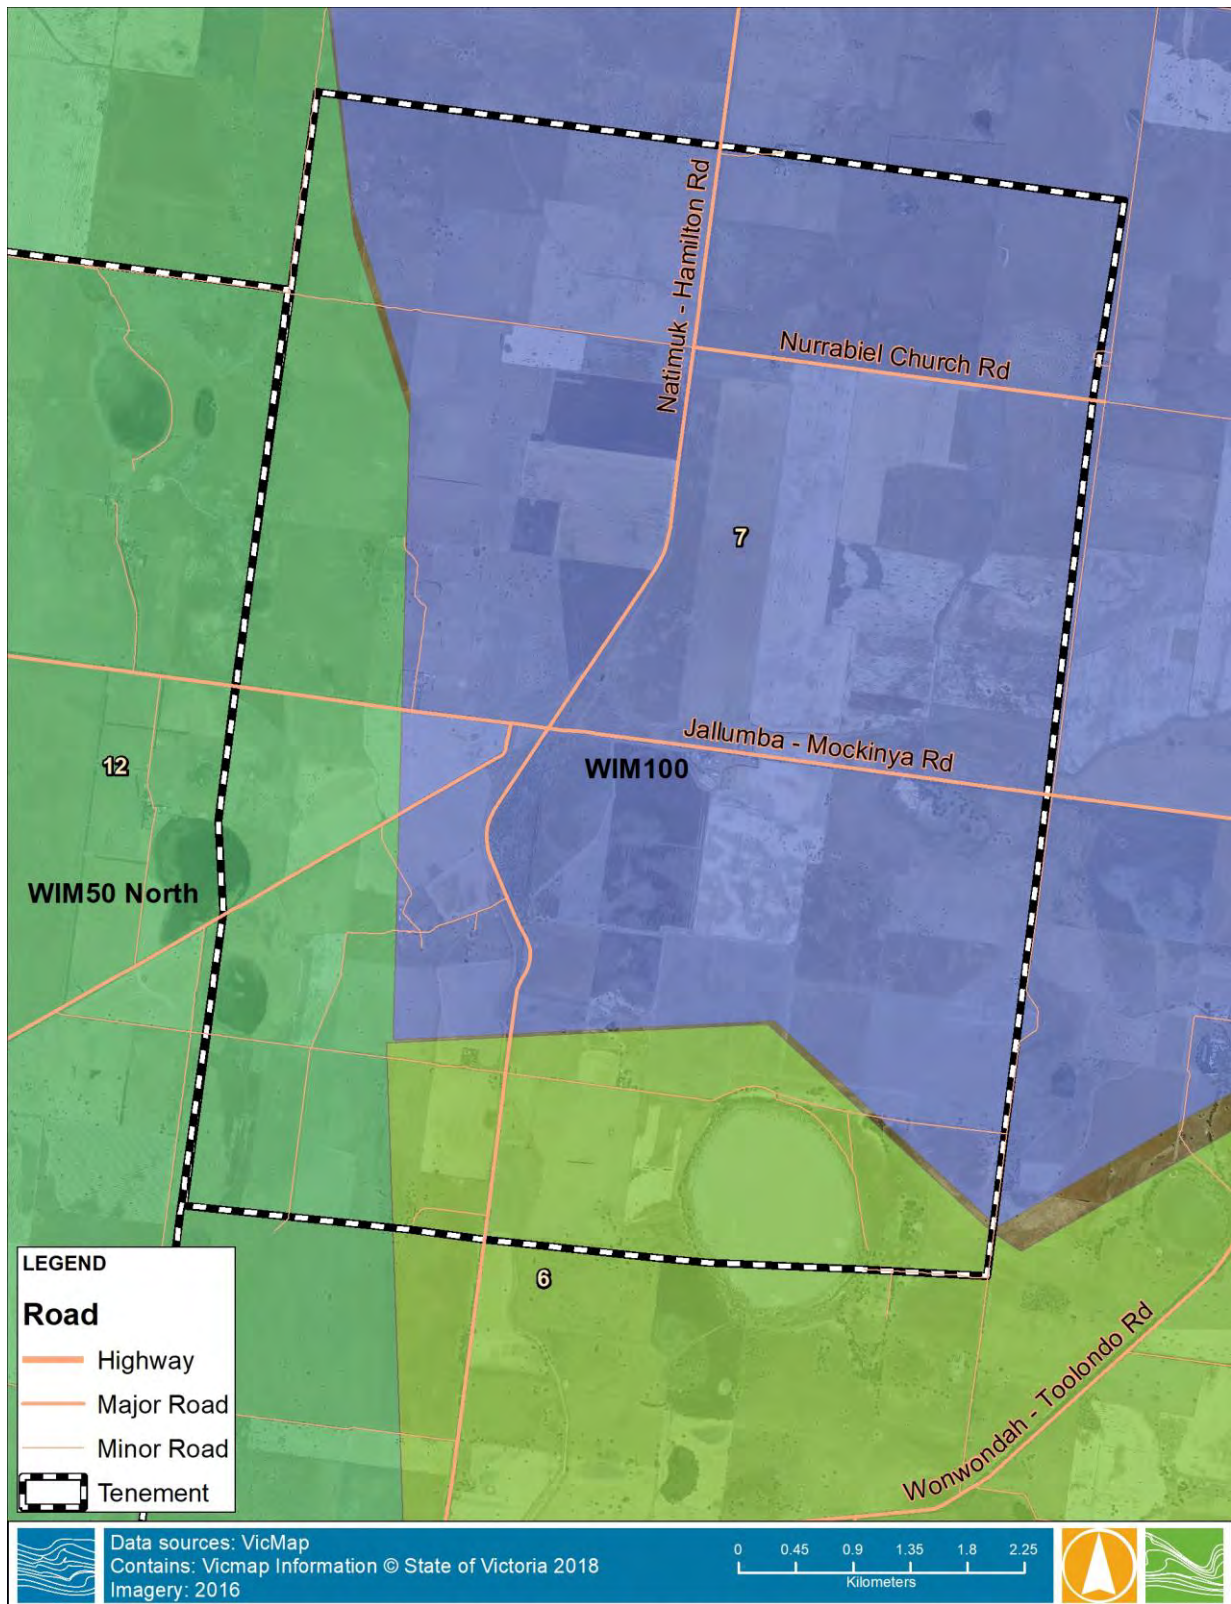 Natimuk - Hamilton Rd
Nurrabiel Church Rd
7
Jallumba - Mockinya Rd
12
WIM100
WIM50 North
6
Wonwondah - Toolondo Rd
LEGEND
Road
Highway
Major Road
Minor Road
Tenement
Data sources: VicMap
Contains: Vicmap Information © State of Victoria 2018
Imagery: 2016
0 0.45 0.9 1.35 1.8 2.25
Kilometers